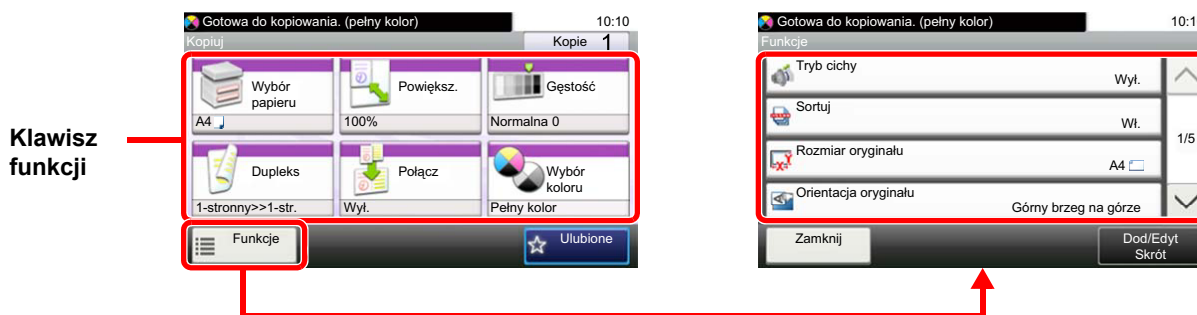 Klawisz
funkcji
Gotowa do kopiowania. (pełny kolor) 10:10
Kopiuj Kopie 1
Wybór
papieru
A4
Powiększ.
100%
Gęstość
Normalna 0
Dupleks
1-stronny>>1-str.
Połącz
Wył.
Wybór
koloru
Pełny kolor
Funkcje
Ulubione
Gotowa do kopiowania. (pełny kolor) 10:1
Funkcje
Tryb cichy
Wył.
Sortuj
Wł.
1/5
Rozmiar oryginału
A4
Orientacja oryginału
Górny brzeg na górze
Zamknij
Dod/Edyt
Skrót